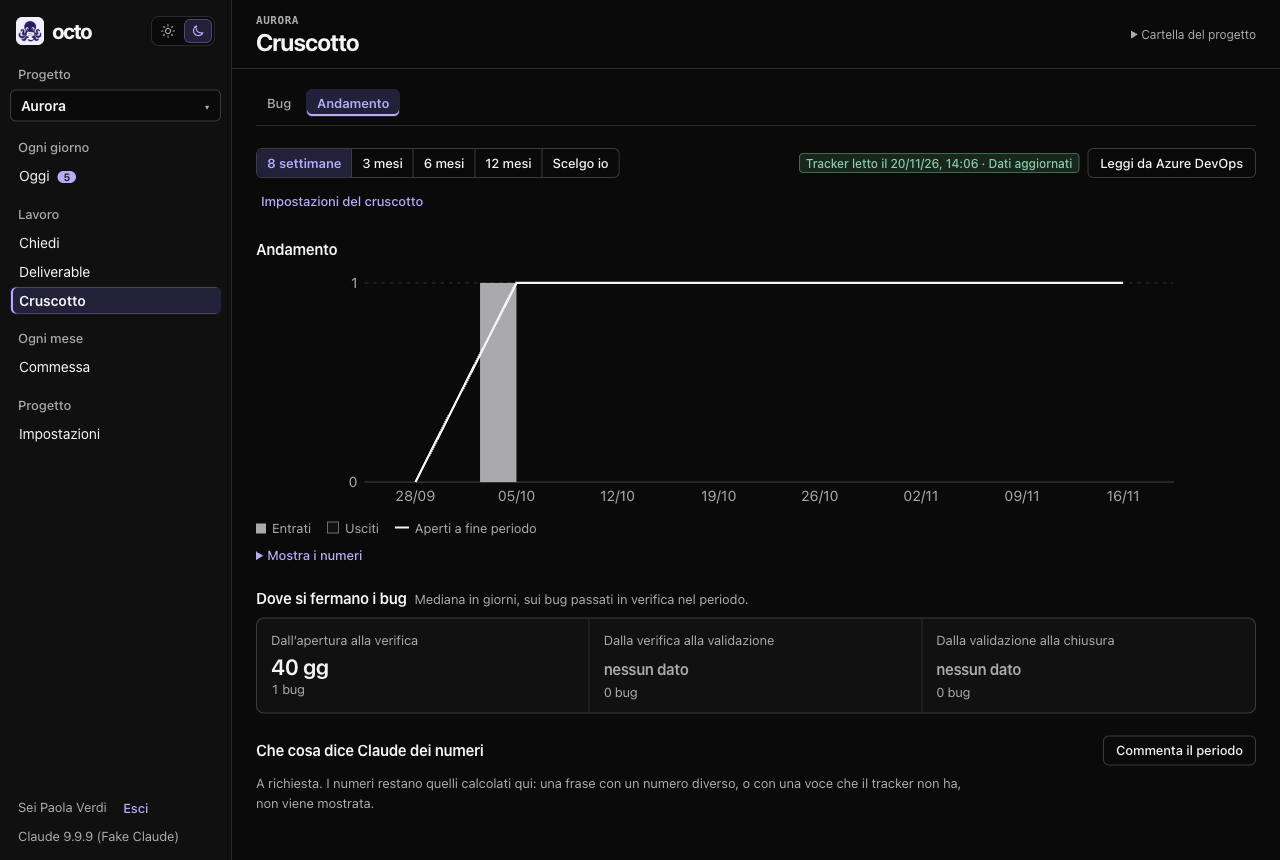 octo
Progetto
Aurora
Ogni giorno
Oggi 5
Lavoro
Chiedi
Deliverable
Cruscotto
Ogni mese
Commessa
Progetto
Impostazioni
Sei Paola Verdi Esci
Claude 9.9.9 (Fake Claude)
AURORA
Cruscotto
Cartella del progetto
Bug Andamento
8 settimane 3 mesi 6 mesi 12 mesi Scelgo io
Tracker letto il 20/11/26, 14:06 · Dati aggiornati
Leggi da Azure DevOps
Impostazioni del cruscotto
Andamento
1
0
28/09 05/10 12/10 19/10 26/10 02/11 09/11 16/11
Entrati Usciti Aperti a fine periodo
Mostra i numeri
Dove si fermano i bug Mediana in giorni, sui bug passati in verifica nel periodo.
Dall'apertura alla verifica
40 gg
1 bug
Dalla verifica alla validazione
nessun dato
0 bug
Dalla validazione alla chiusura
nessun dato
0 bug
Che cosa dice Claude dei numeri
Commenta il periodo
A richiesta. I numeri restano quelli calcolati qui: una frase con un numero diverso, o con una voce che il tracker non ha,
non viene mostrata.